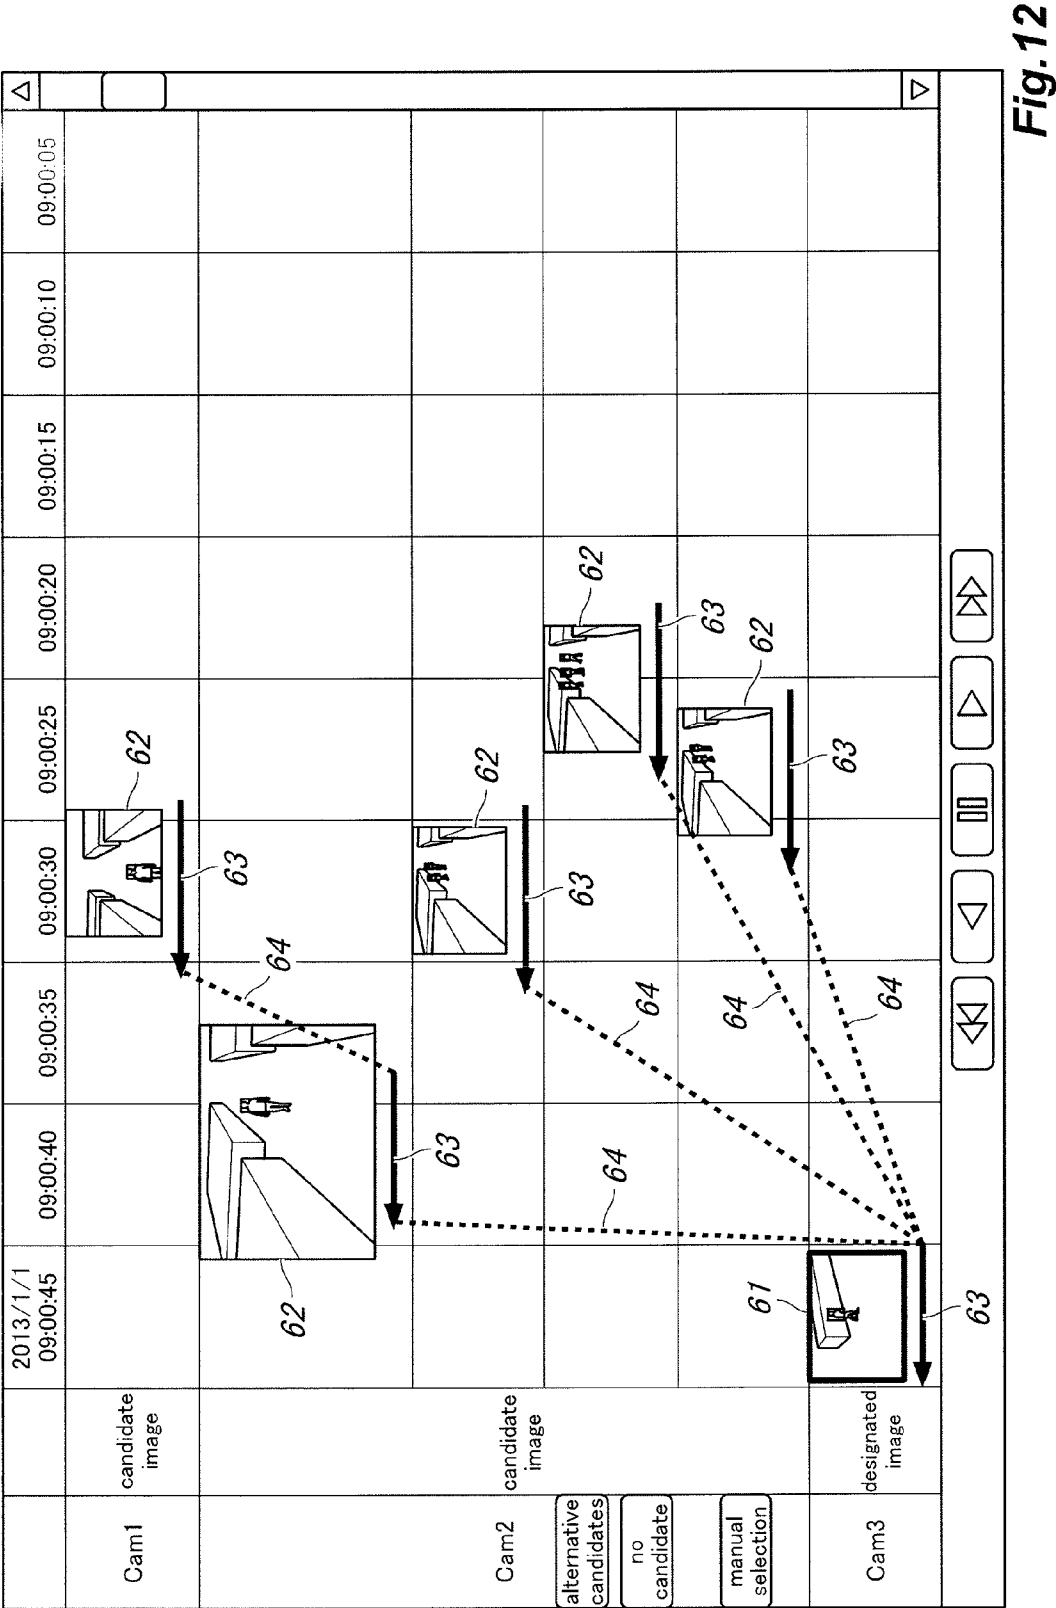 2013/1/1
09:00:45 09:00:40 09:00:35 09:00:30 09:00:25 09:00:20 09:00:15 09:00:10 09:00:05
Cam1
candidate
image
62
63
64
Cam2
candidate
image
62
63
62
63
62
63
62
63
64
64
64
64
alternative
candidates
no
candidate
manual
selection
Cam3
designated
image
61
63
Fig.12